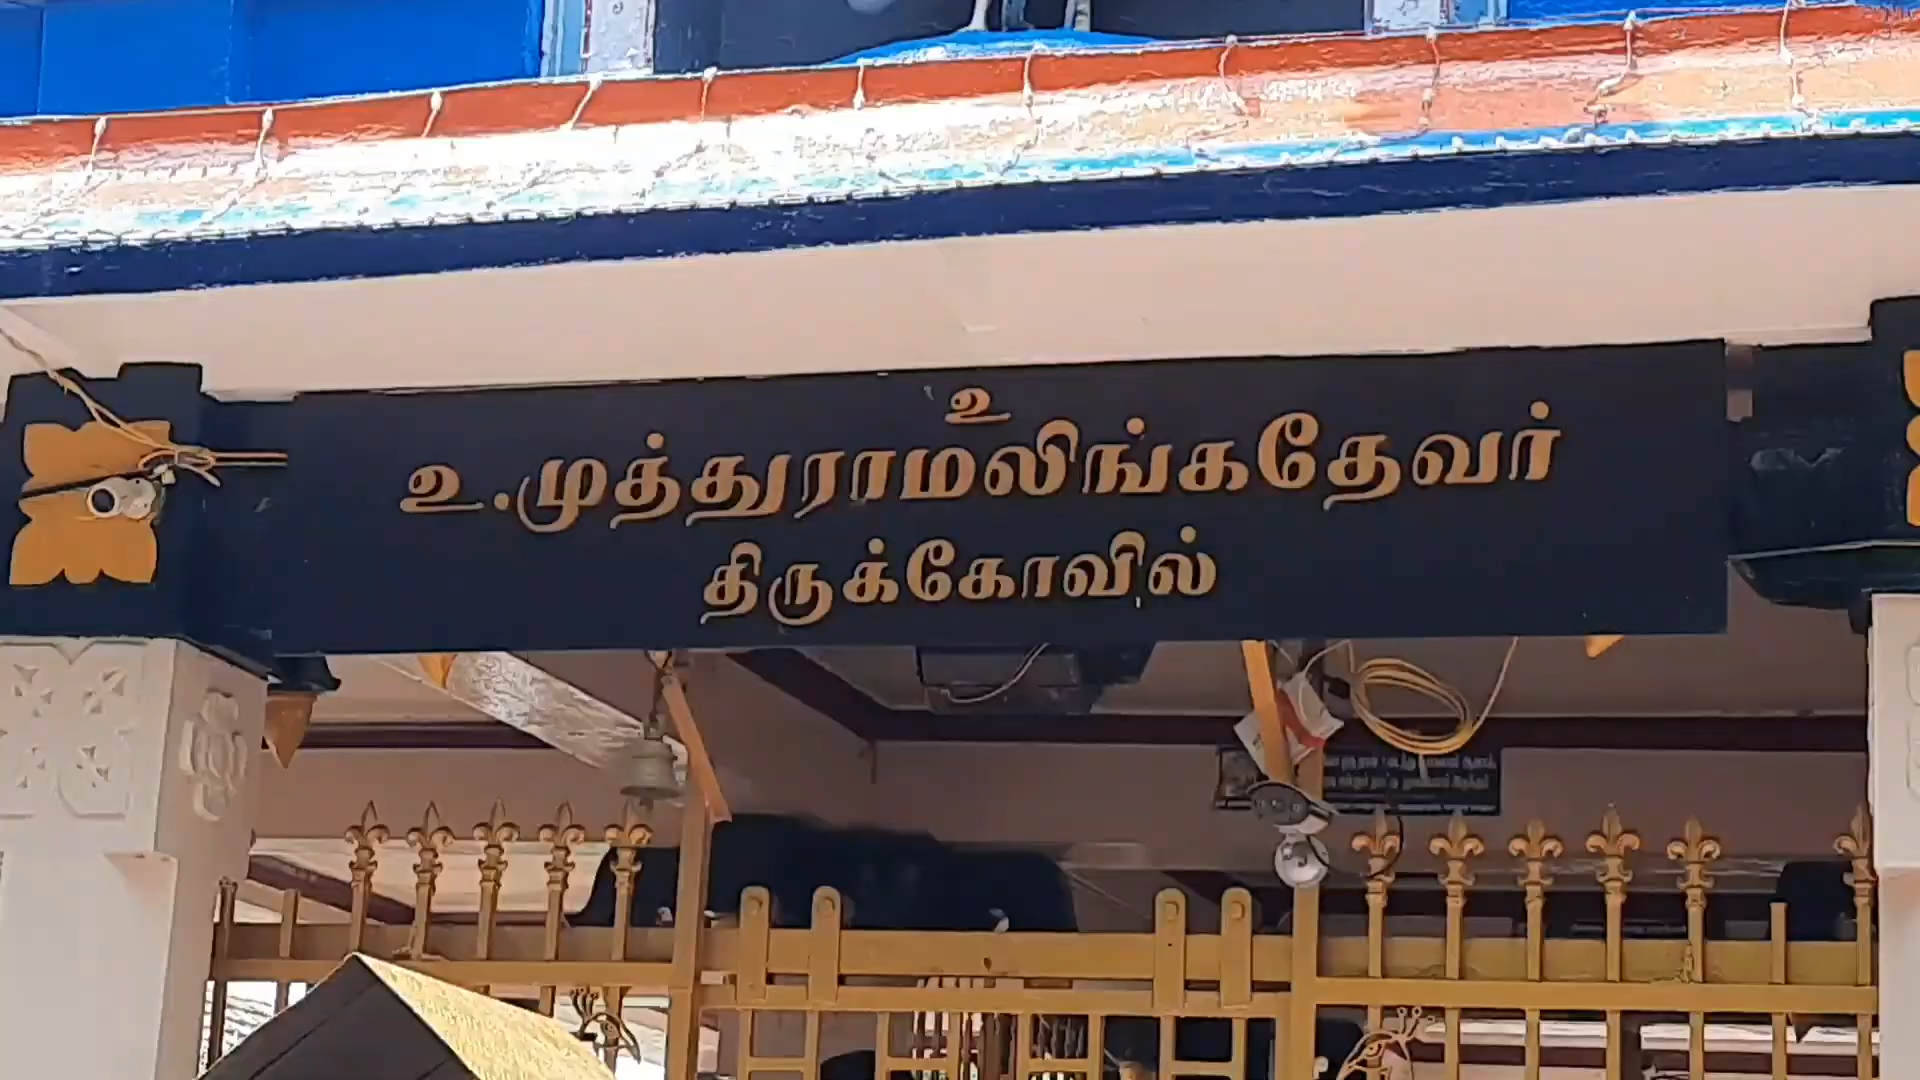 உ
உ.முத்துராமலிங்கதேவர்
திருக்கோவில்